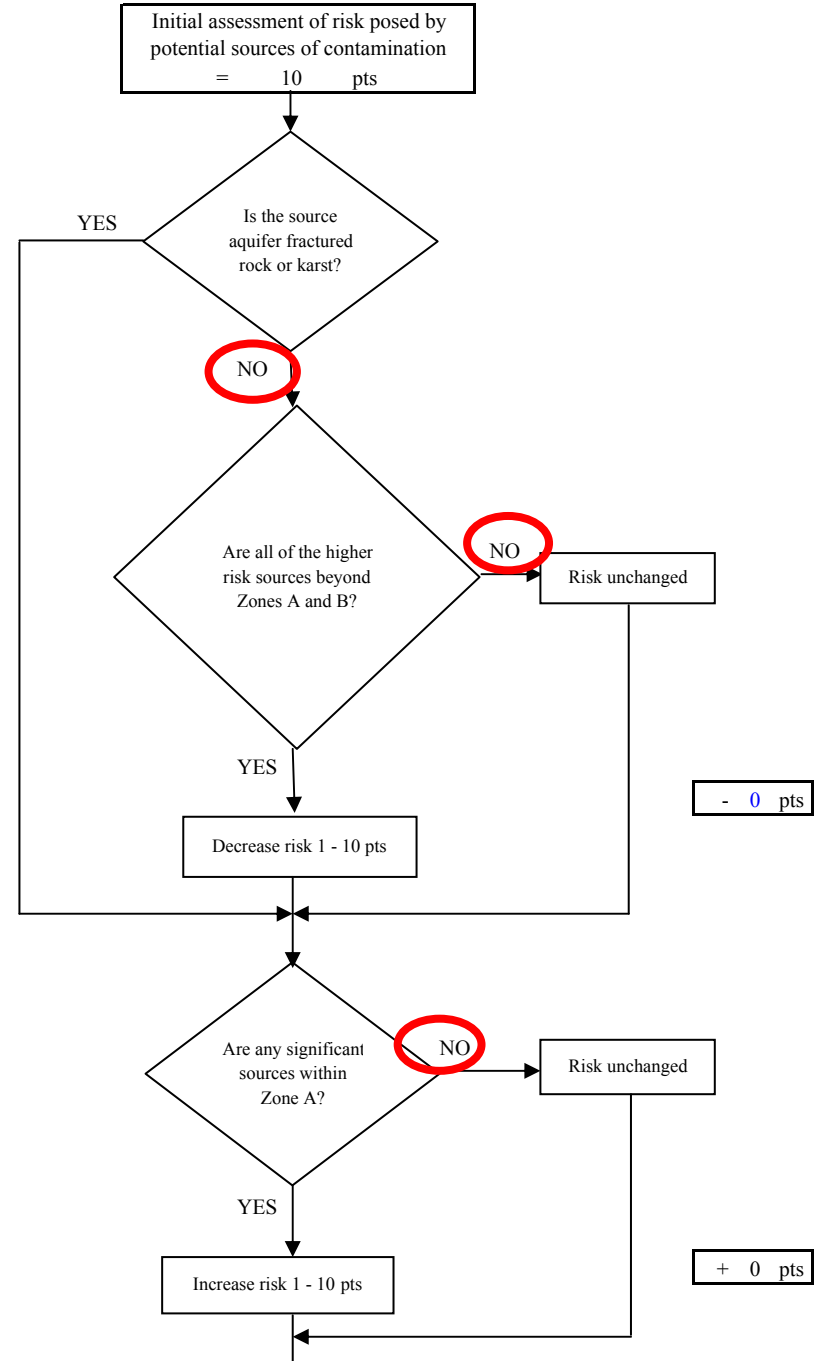 Initial assessment of risk posed by
potential sources of contamination
= 10 pts
YES
Is the source
aquifer fractured
rock or karst?
NO
Are all of the higher
risk sources beyond
Zones A and B?
NO
Risk unchanged
YES
- 0 pts
Decrease risk 1 - 10 pts
Are any significant
sources within
Zone A?
NO
Risk unchanged
YES
+ 0 pts
Increase risk 1 - 10 pts